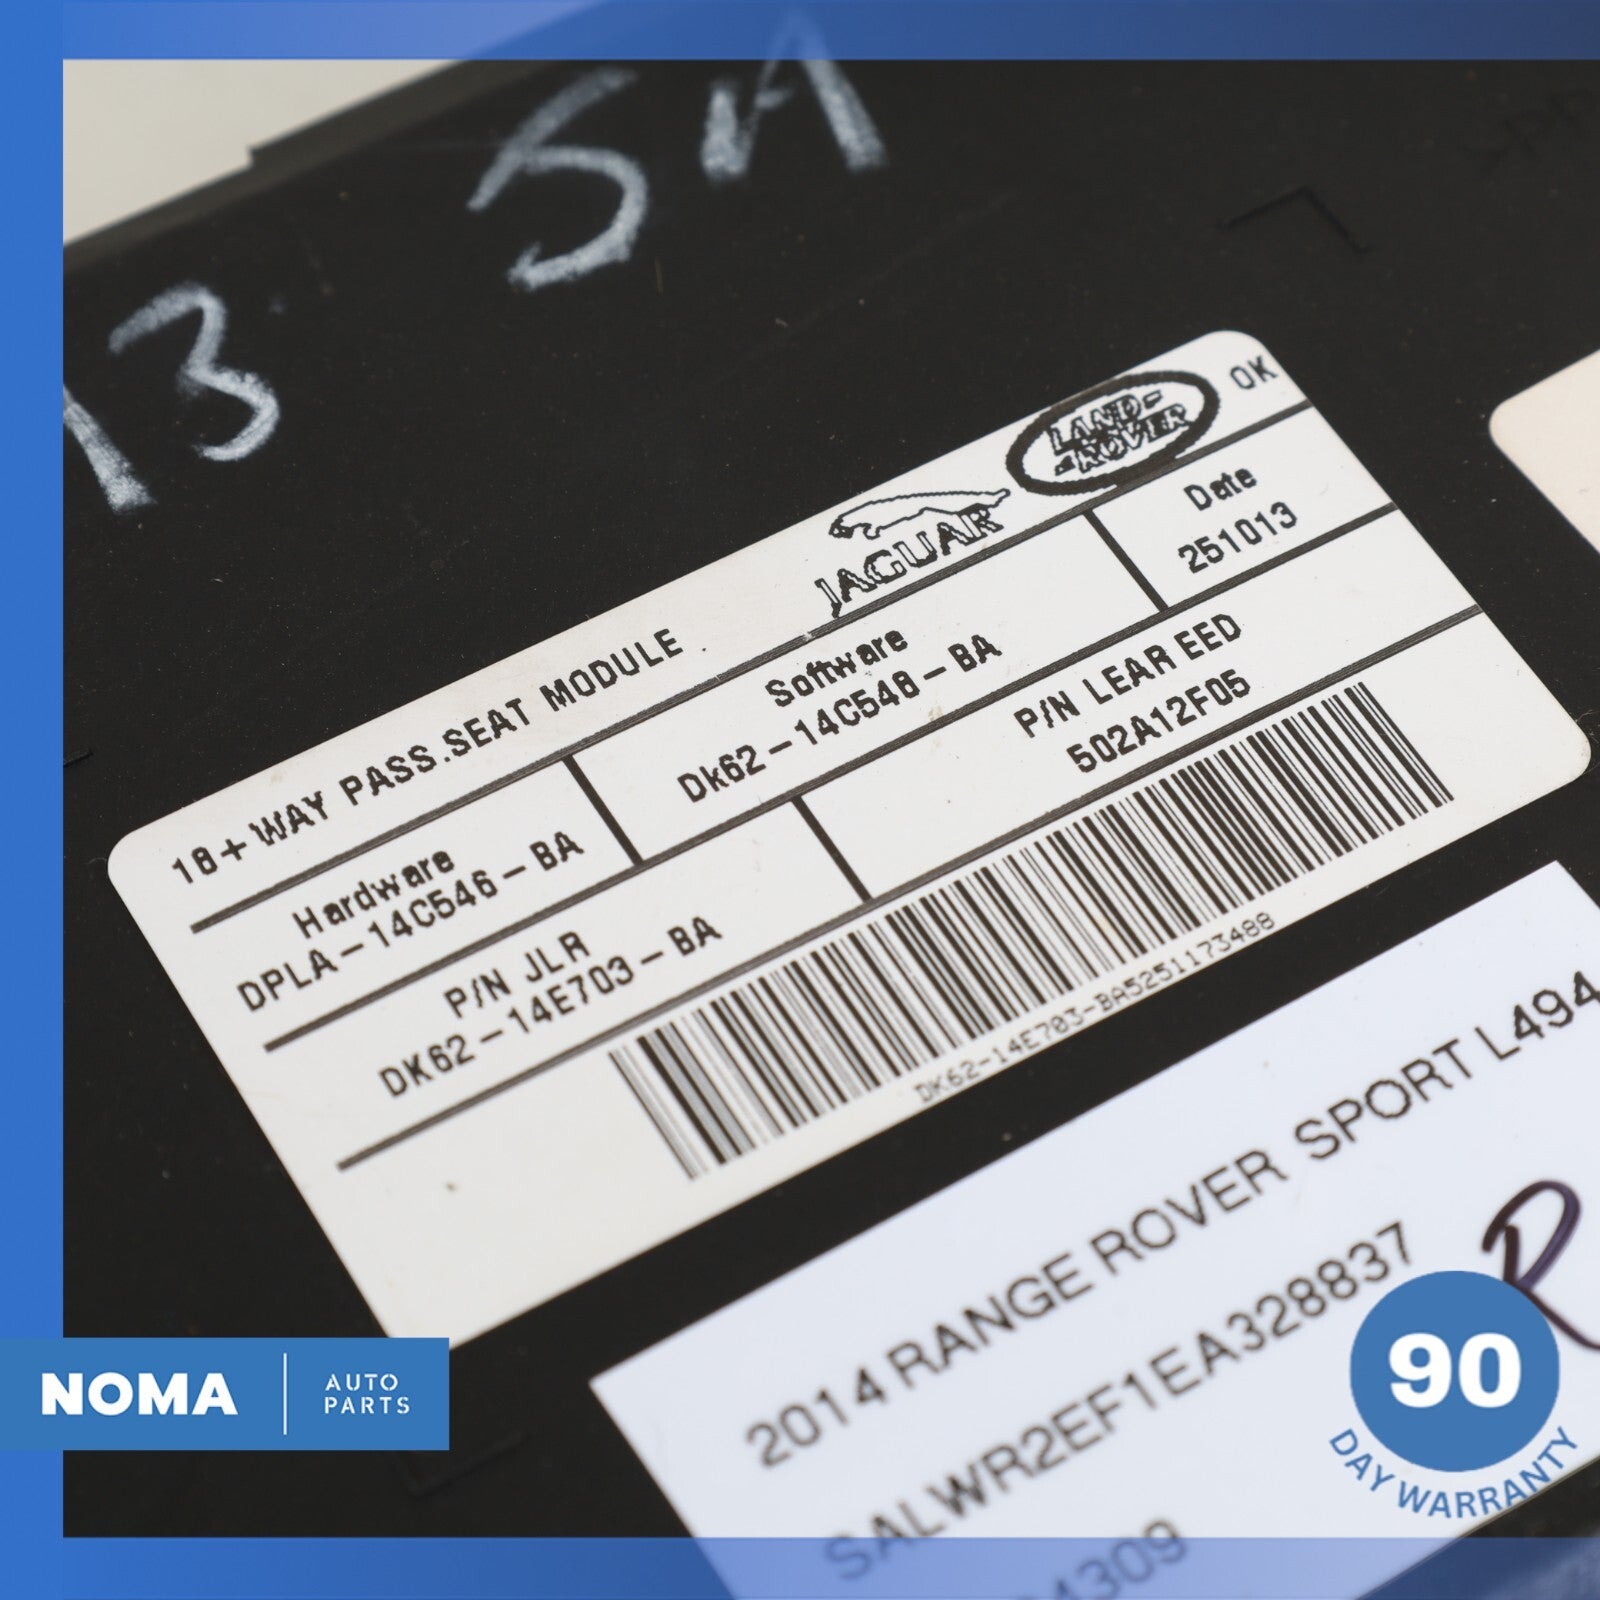 SA
13
18+WAY PASS.SEAT MODULE
JAGUAR
LAND-
-ROVER
OK
Hardware
DPLA-14C546-BA
Software
Dk62-14C548-BA
Date
251013
P/N JLR
DK62-14E703-BA
P/N LEAR EED
502A12F05
DK62-14E703-BA5251173488
2014 RANGE ROVER SPORT L494
SALWR2EF1EA328837
R
NOMA
AUTO
PARTS
90
DAY WARRANTY